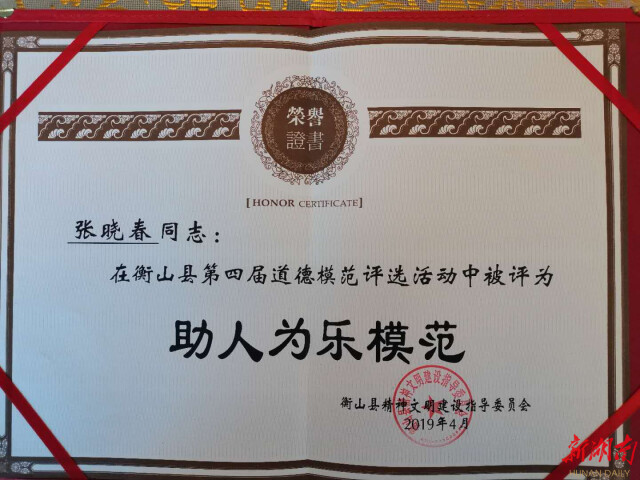 榮譽
證書
[HONOR CERTIFICATE]
张晓春同志：
在衡山县第四届道德模范评选活动中被评为
助人为乐模范
衡山县精神文明建设指导委员会
2019年4月
新湖南
HUNAN DAILY